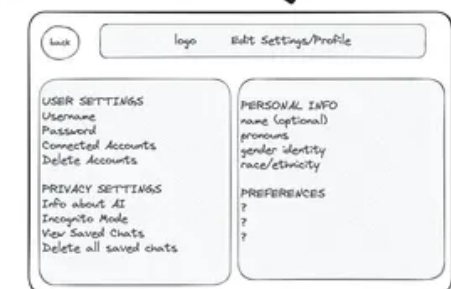 back
logo Edit Settings/Profile
USER SETTINGS
Username
Password
Connected Accounts
Delete Accounts
PRIVACY SETTINGS
Info about AI
Incognito Mode
View Saved Chats
Delete all saved chats
PERSONAL INFO
name (optional)
pronouns
gender identity
race/ethnicity
PREFERENCES
?
?
?